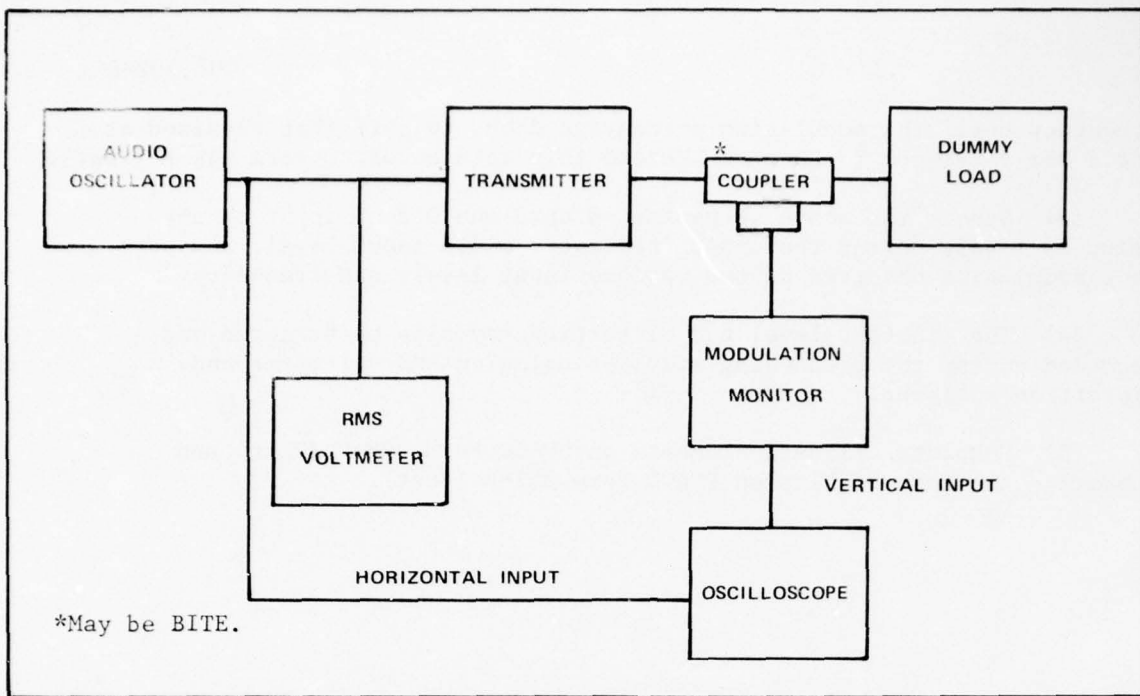 AUDIO
OSCILLATOR
TRANSMITTER
*
COUPLER
DUMMY
LOAD
RMS
VOLTMETER
MODULATION
MONITOR
VERTICAL INPUT
HORIZONTAL INPUT
OSCILLOSCOPE
*May be BITE.